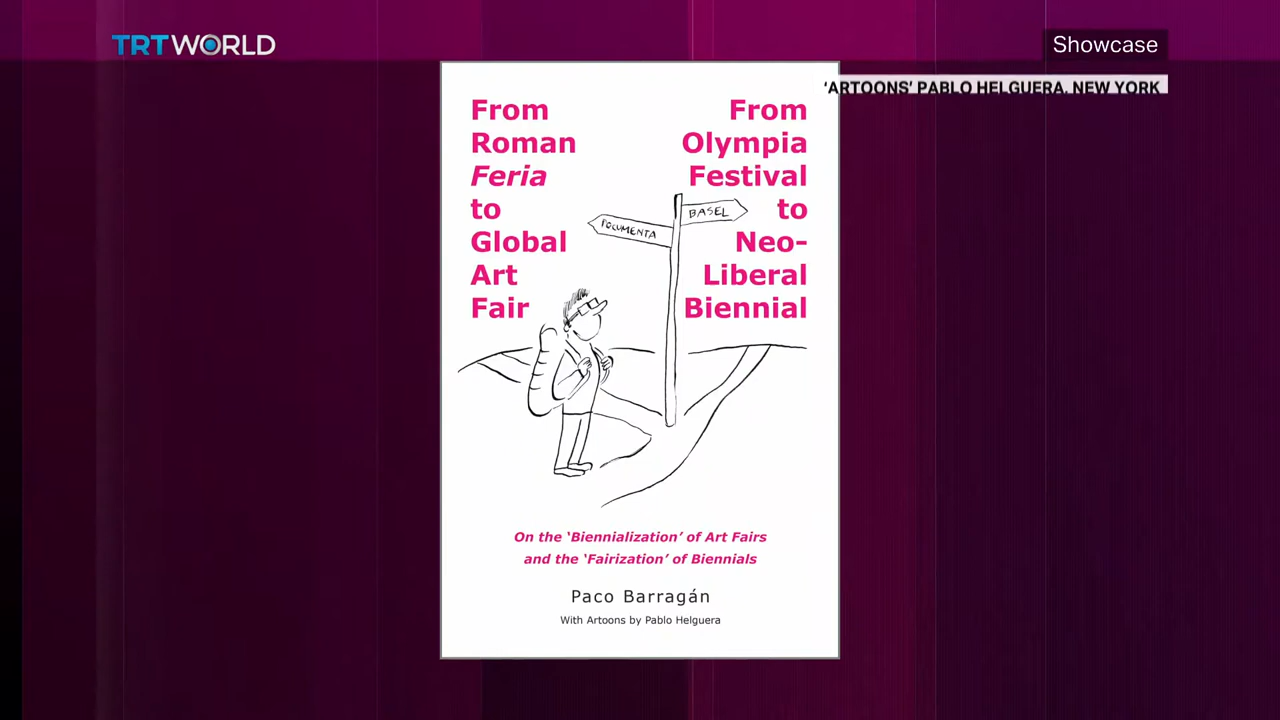 TRT WORLD
Showcase
'ARTOONS' PABLO HELGUERA, NEW YORK
From
Roman
Feria
to
Global
Art
Fair
From
Olympia
Festival
to
Neo-
Liberal
Biennial
DOCUMENTA
BASEL
On the 'Biennialization' of Art Fairs
and the 'Fairization' of Biennials
Paco Barragán
With Artoons by Pablo Helguera